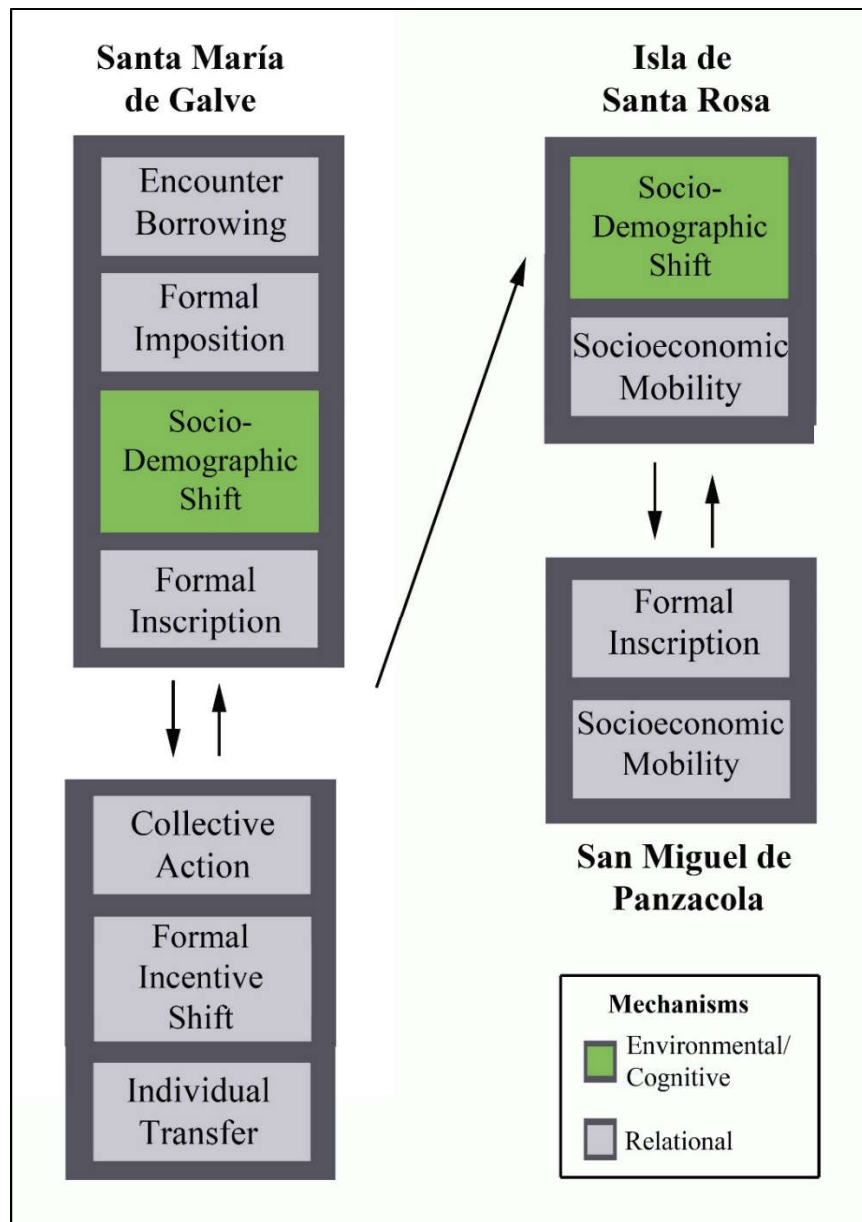 Santa María
de Galve
Encounter
Borrowing
Formal
Imposition
Socio-
Demographic
Shift
Formal
Inscription
Collective
Action
Formal
Incentive
Shift
Individual
Transfer
Isla de
Santa Rosa
Socio-
Demographic
Shift
Socioeconomic
Mobility
Formal
Inscription
Socioeconomic
Mobility
San Miguel de
Panzacola
Mechanisms
Environmental/
Cognitive
Relational